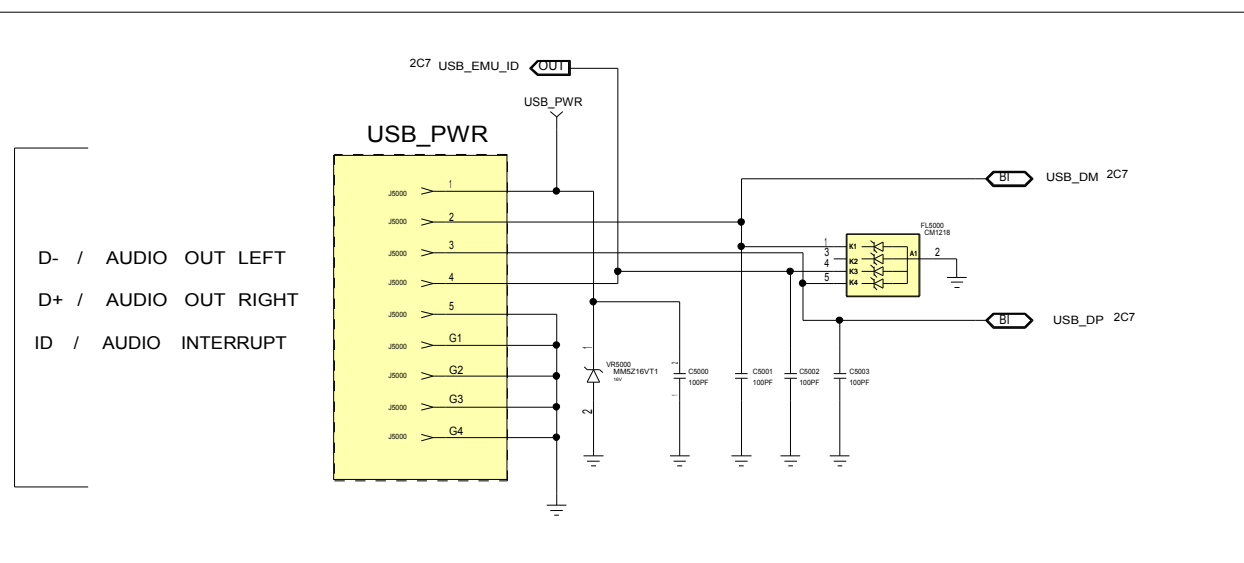 2C7 USB_EMU_ID OUT
USB_PWR
USB_PWR
J5000 1
J5000 2
J5000 3
J5000 4
J5000 5
J5000 G1
J5000 G2
J5000 G3
J5000 G4
D- / AUDIO OUT LEFT
D+ / AUDIO OUT RIGHT
ID / AUDIO INTERRUPT
BI USB_DM 2C7
FL5000
CM1218
1 K1
3 K2
4 K3
5 K4
A1 2
BI USB_DP 2C7
1
VR5000
MM5Z16VT1
16V
2
2
C5000
100PF
1
C5001
100PF
C5002
100PF
C5003
100PF